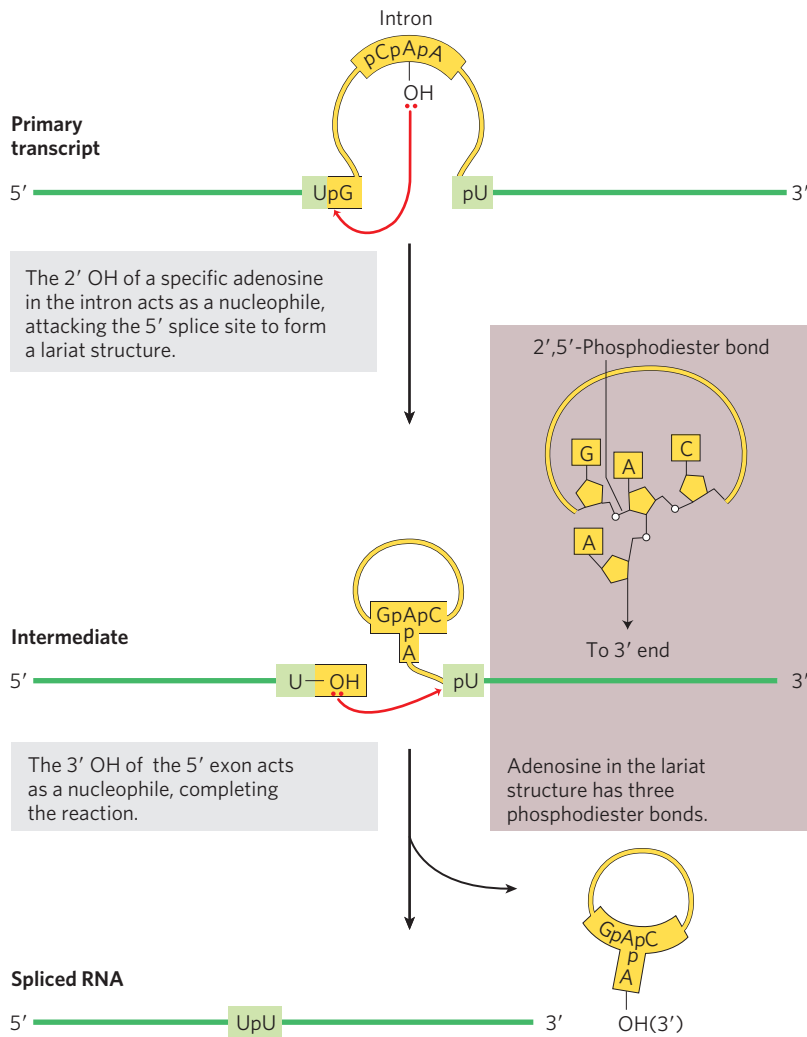 Intron
pCpApA
OH
Primary
transcript
5′
UpG
pU
3′
The 2′ OH of a specific adenosine
in the intron acts as a nucleophile,
attacking the 5′ splice site to form
a lariat structure.
2′,5′-Phosphodiester bond
G
A
C
A
To 3′ end
Adenosine in the lariat
structure has three
phosphodiester bonds.
GpApC
p
A
Intermediate
5′
U OH
pU
3′
The 3′ OH of the 5′ exon acts
as a nucleophile, completing
the reaction.
GpApC
p
A
OH(3′)
Spliced RNA
5′
UpU
3′